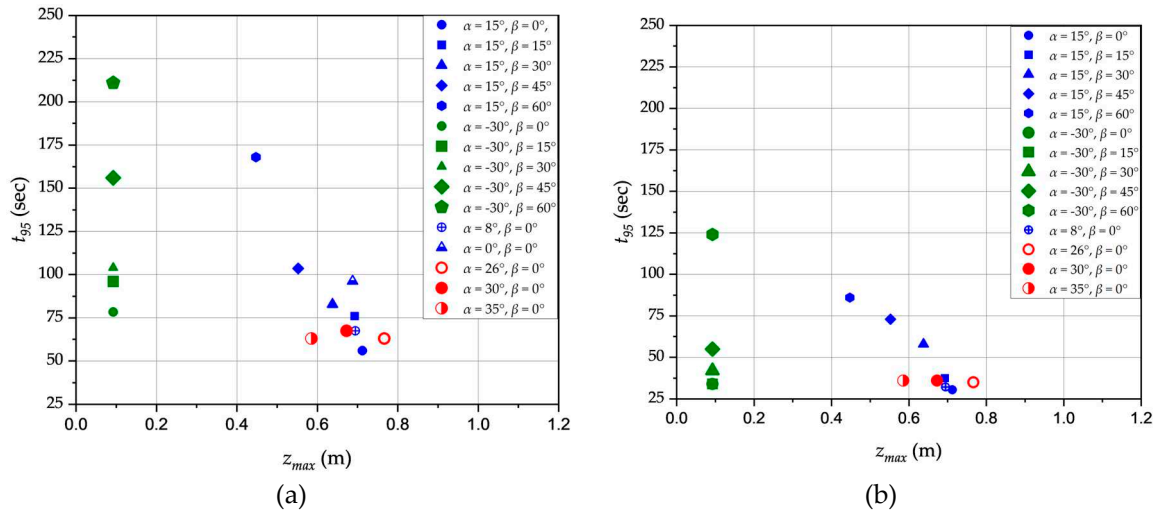 250
225
200
175
150
125
100
75
50
25
t95 (sec)
0.0 0.2 0.4 0.6 0.8 1.0 1.2
zmax (m)
α = 15°, β = 0°,
α = 15°, β = 15°
α = 15°, β = 30°
α = 15°, β = 45°
α = 15°, β = 60°
α = -30°, β = 0°
α = -30°, β = 15°
α = -30°, β = 30°
α = -30°, β = 45°
α = -30°, β = 60°
α = 8°, β = 0°
α = 0°, β = 0°
α = 26°, β = 0°
α = 30°, β = 0°
α = 35°, β = 0°
(a)
250
225
200
175
150
125
100
75
50
25
t95 (sec)
0.0 0.2 0.4 0.6 0.8 1.0 1.2
zmax (m)
α = 15°, β = 0°
α = 15°, β = 15°
α = 15°, β = 30°
α = 15°, β = 45°
α = 15°, β = 60°
α = -30°, β = 0°
α = -30°, β = 15°
α = -30°, β = 30°
α = -30°, β = 45°
α = -30°, β = 60°
α = 8°, β = 0°
α = 26°, β = 0°
α = 30°, β = 0°
α = 35°, β = 0°
(b)